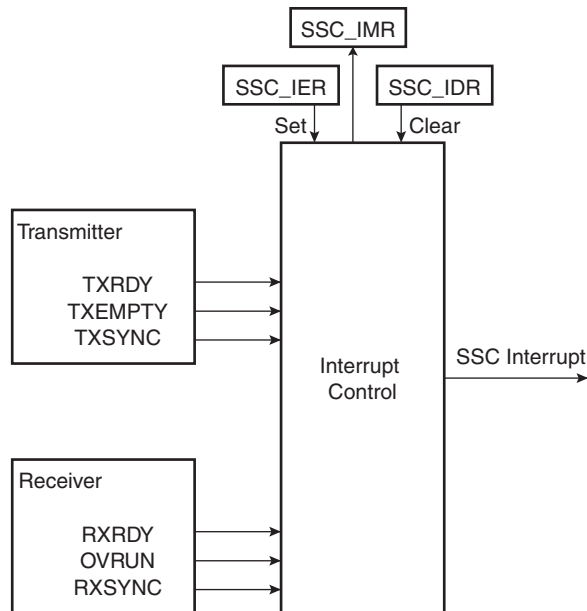 SSC_IMR
SSC_IER
SSC_IDR
Set
Clear
Transmitter
TXRDY
TXEMPTY
TXSYNC
Interrupt
Control
SSC Interrupt
Receiver
RXRDY
OVRUN
RXSYNC